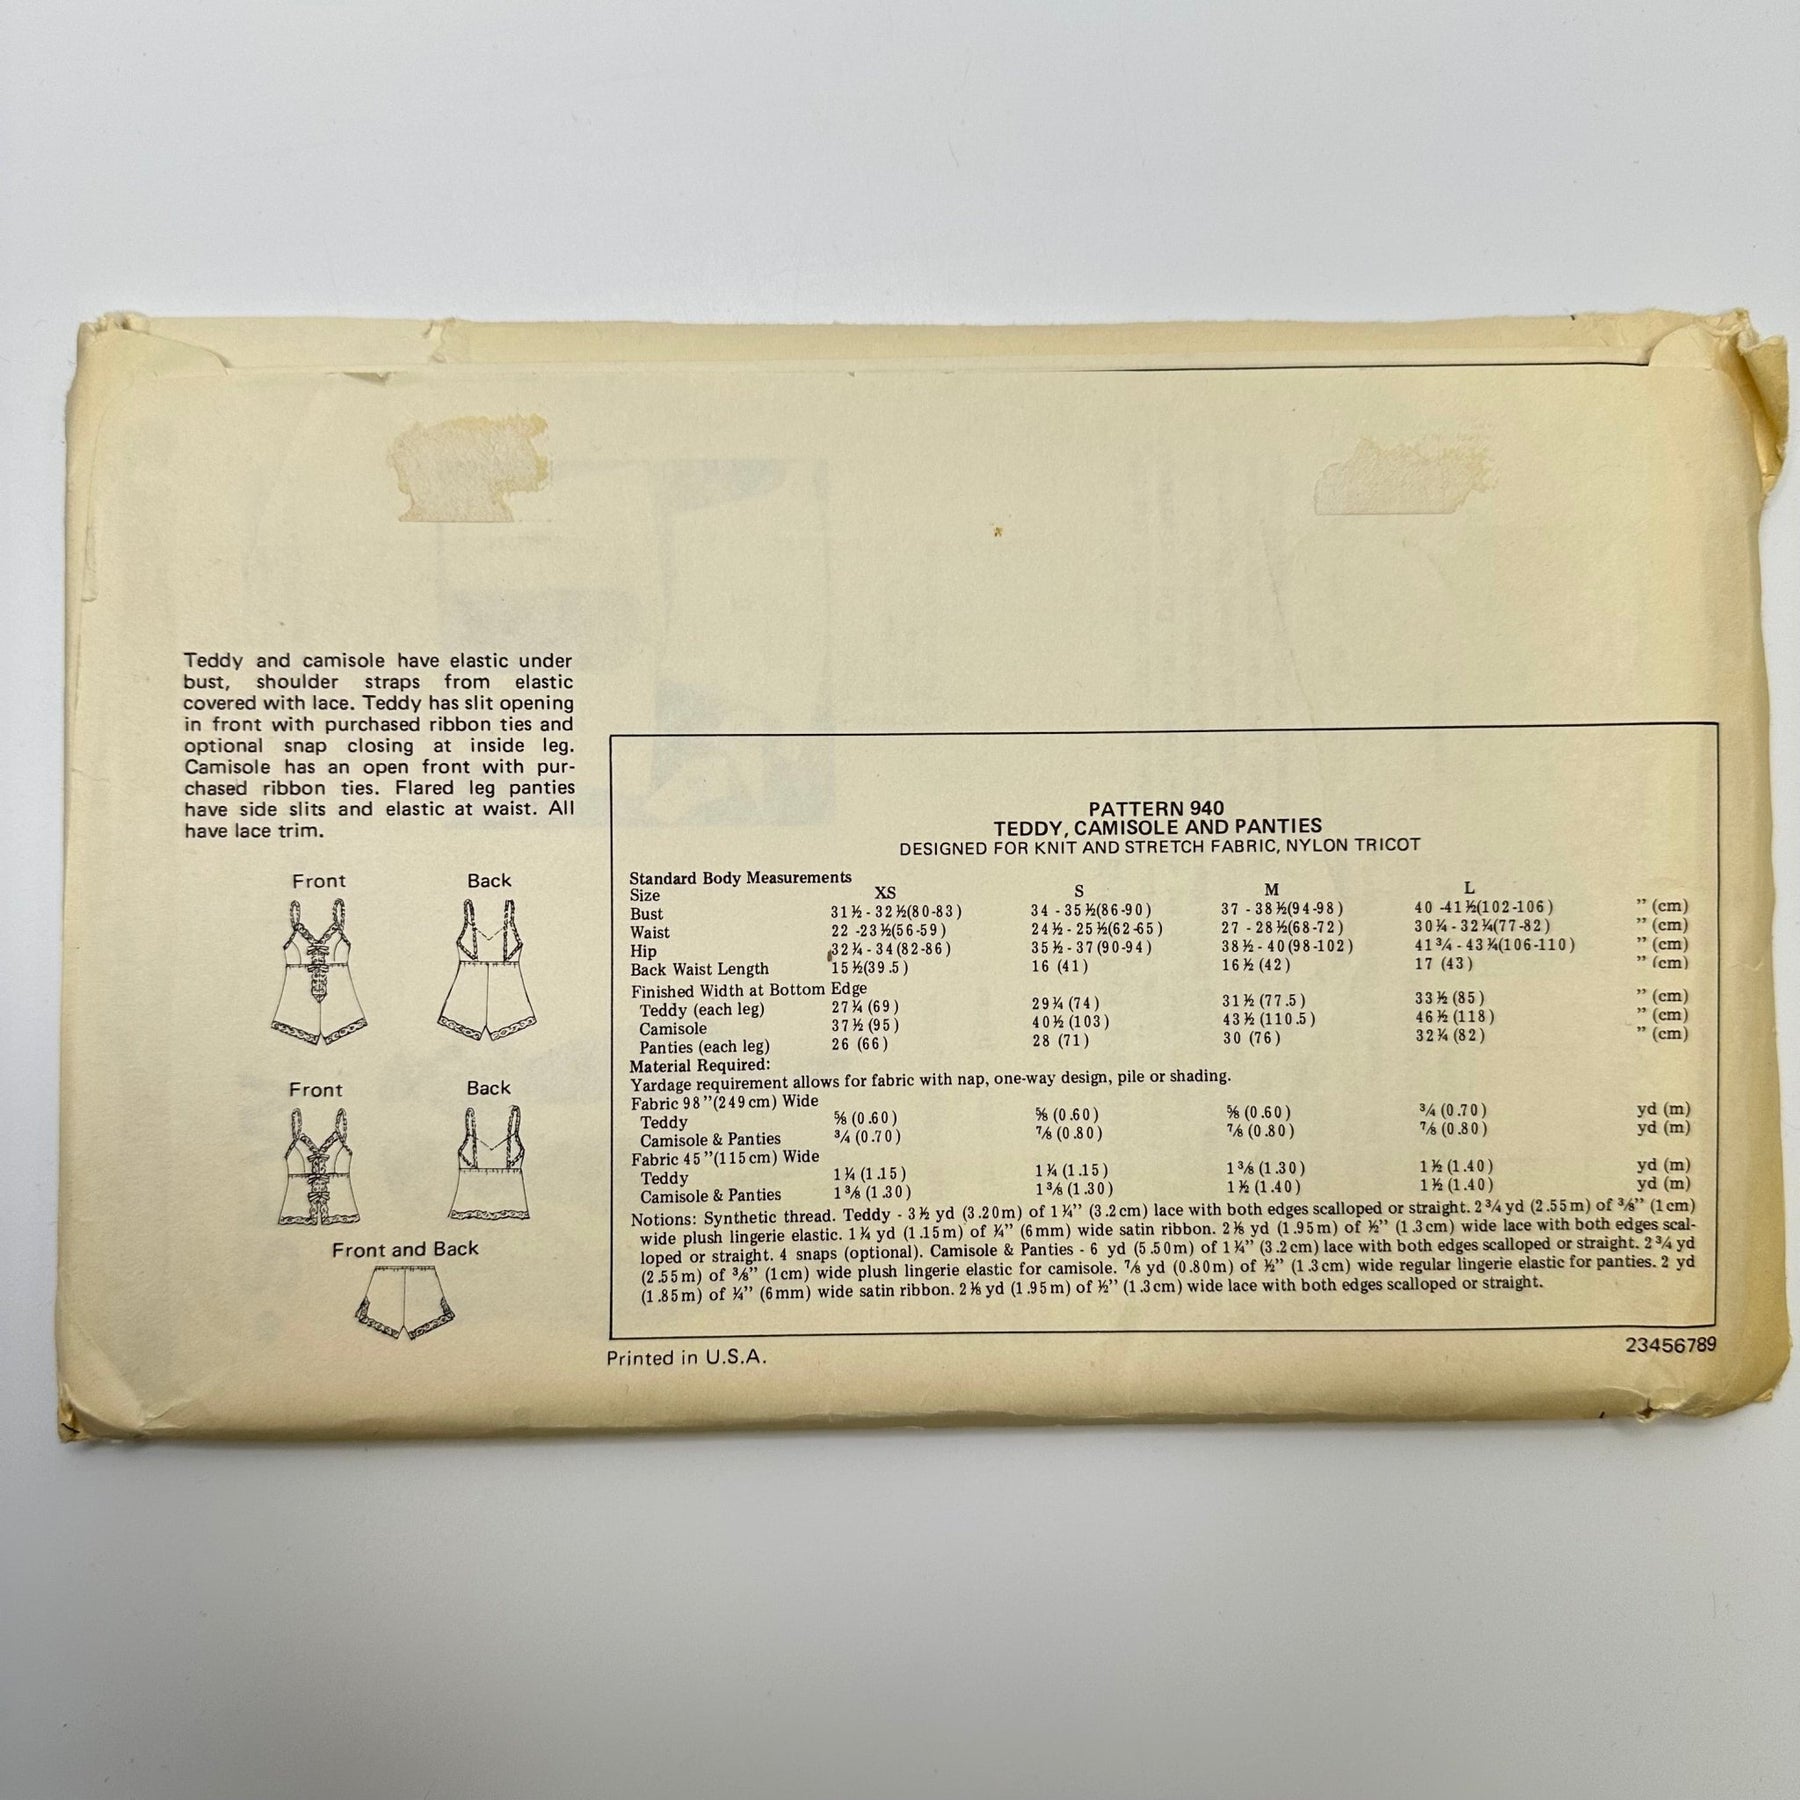 Teddy and camisole have elastic under
bust, shoulder straps from elastic
covered with lace. Teddy has slit opening
in front with purchased ribbon ties and
optional snap closing at inside leg.
Camisole has an open front with pur-
chased ribbon ties. Flared leg panties
have side slits and elastic at waist. All
have lace trim.
Front Back
Front Back
Front and Back
PATTERN 940
TEDDY, CAMISOLE AND PANTIES
DESIGNED FOR KNIT AND STRETCH FABRIC, NYLON TRICOT
Standard Body Measurements
Size XS S M L
Bust 31½ - 32½(80-83) 34 - 35½(86-90) 37 - 38½(94-98) 40 -41½(102-106) ” (cm)
Waist 22 -23½(56-59) 24½ - 25½(62-65) 27 - 28½(68-72) 30¼ - 32¼(77-82) ” (cm)
Hip 32¼ - 34(82-86) 35½ - 37(90-94) 38½ - 40(98-102) 41¾ - 43¼(106-110) ” (cm)
Back Waist Length 15½(39.5) 16 (41) 16½ (42) 17 (43) ” (cm)
Finished Width at Bottom Edge
Teddy (each leg) 27¼ (69) 29¼ (74) 31½ (77.5) 33½ (85) ” (cm)
Camisole 37½ (95) 40½ (103) 43½ (110.5) 46½ (118) ” (cm)
Panties (each leg) 26 (66) 28 (71) 30 (76) 32¼ (82) ” (cm)
Material Required:
Yardage requirement allows for fabric with nap, one-way design, pile or shading.
Fabric 98”(249cm) Wide
Teddy ⅝ (0.60) ⅝ (0.60) ⅝ (0.60) ¾ (0.70) yd (m)
Camisole & Panties ¾ (0.70) ⅞ (0.80) ⅞ (0.80) ⅞ (0.80) yd (m)
Fabric 45”(115cm) Wide
Teddy 1¼ (1.15) 1¼ (1.15) 1⅜ (1.30) 1½ (1.40) yd (m)
Camisole & Panties 1⅜ (1.30) 1⅜ (1.30) 1½ (1.40) 1½ (1.40) yd (m)
Notions: Synthetic thread. Teddy - 3½ yd (3.20m) of 1¼” (3.2cm) lace with both edges scalloped or straight. 2¾ yd (2.55m) of ⅜” (1cm)
wide plush lingerie elastic. 1¼ yd (1.15m) of ¼” (6mm) wide satin ribbon. 2⅛ yd (1.95m) of ½” (1.3cm) wide lace with both edges scal-
loped or straight. 4 snaps (optional). Camisole & Panties - 6 yd (5.50m) of 1¼” (3.2cm) lace with both edges scalloped or straight. 2¾ yd
(2.55m) of ⅜” (1cm) wide plush lingerie elastic for camisole. ⅞ yd (0.80m) of ½” (1.3cm) wide regular lingerie elastic for panties. 2 yd
(1.85m) of ¼” (6mm) wide satin ribbon. 2⅛ yd (1.95m) of ½” (1.3cm) wide lace with both edges scalloped or straight.
Printed in U.S.A.
23456789